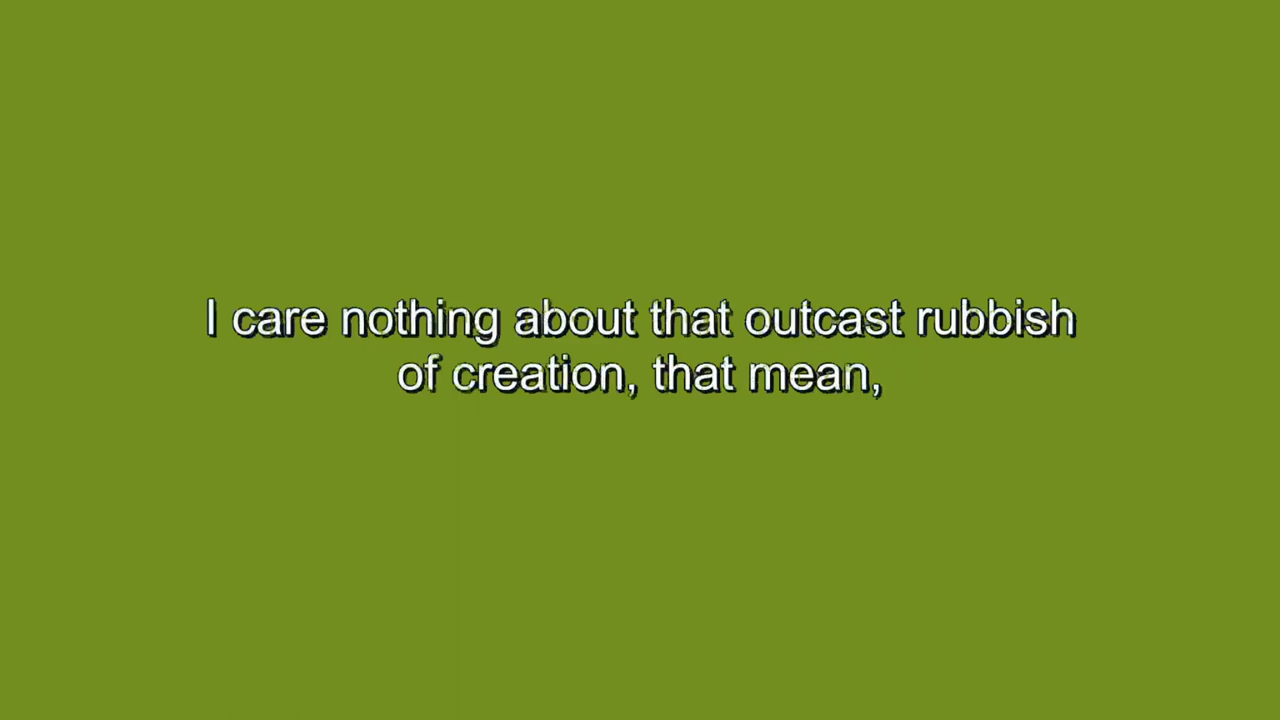 I care nothing about that outcast rubbish
of creation, that mean,